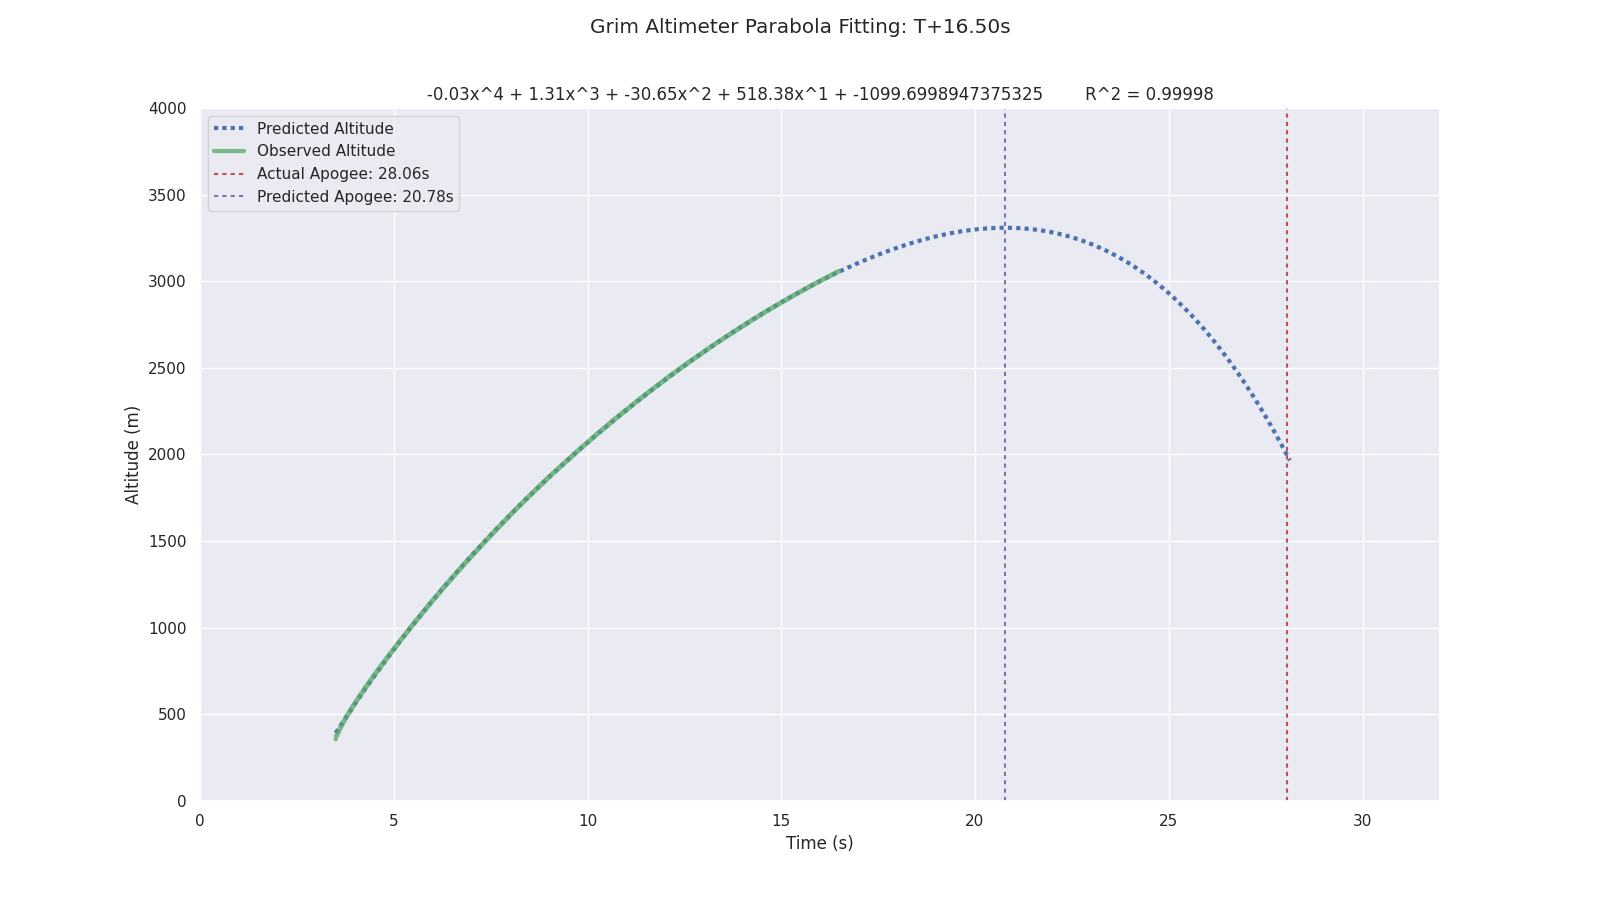 Grim Altimeter Parabola Fitting: T+16.50s
-0.03x^4 + 1.31x^3 + -30.65x^2 + 518.38x^1 + -1099.6998947375325 R^2 = 0.99998
Predicted Altitude
Observed Altitude
Actual Apogee: 28.06s
Predicted Apogee: 20.78s
4000
3500
3000
2500
2000
1500
1000
500
0
Altitude (m)
0 5 10 15 20 25 30
Time (s)